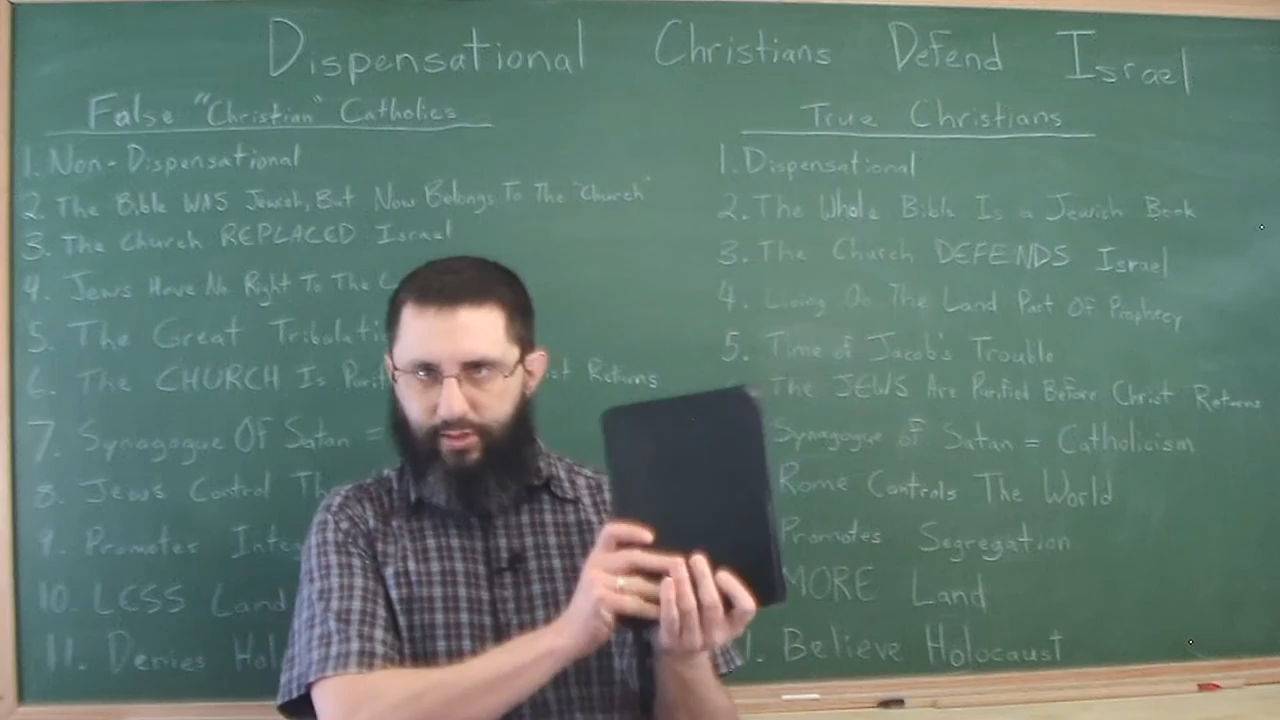 Dispensational Christians Defend Israel
False "Christian" Catholics
1. Non-Dispensational
2. The Bible WAS Jewish, But Now Belongs To The "Church"
3. The Church REPLACED Israel
4. Jews Have No Right To The
5. The Great
6. The CHURCH Is Returns
7. Synagogue Of Satan =
8. Jews Control
9. Promotes
10. LESS Land
11. Denies
True Christians
1. Dispensational
2. The Whole Bible Is a Jewish Book
3. The Church DEFENDS Israel
4. Living On The Land Part Of Prophecy
5. Time of Jacob's Trouble
The JEWS Are Purified Before Christ Returns
Synagogue of Satan = Catholicism
Rome Controls The World
Promotes Segregation
MORE Land
Believe Holocaust